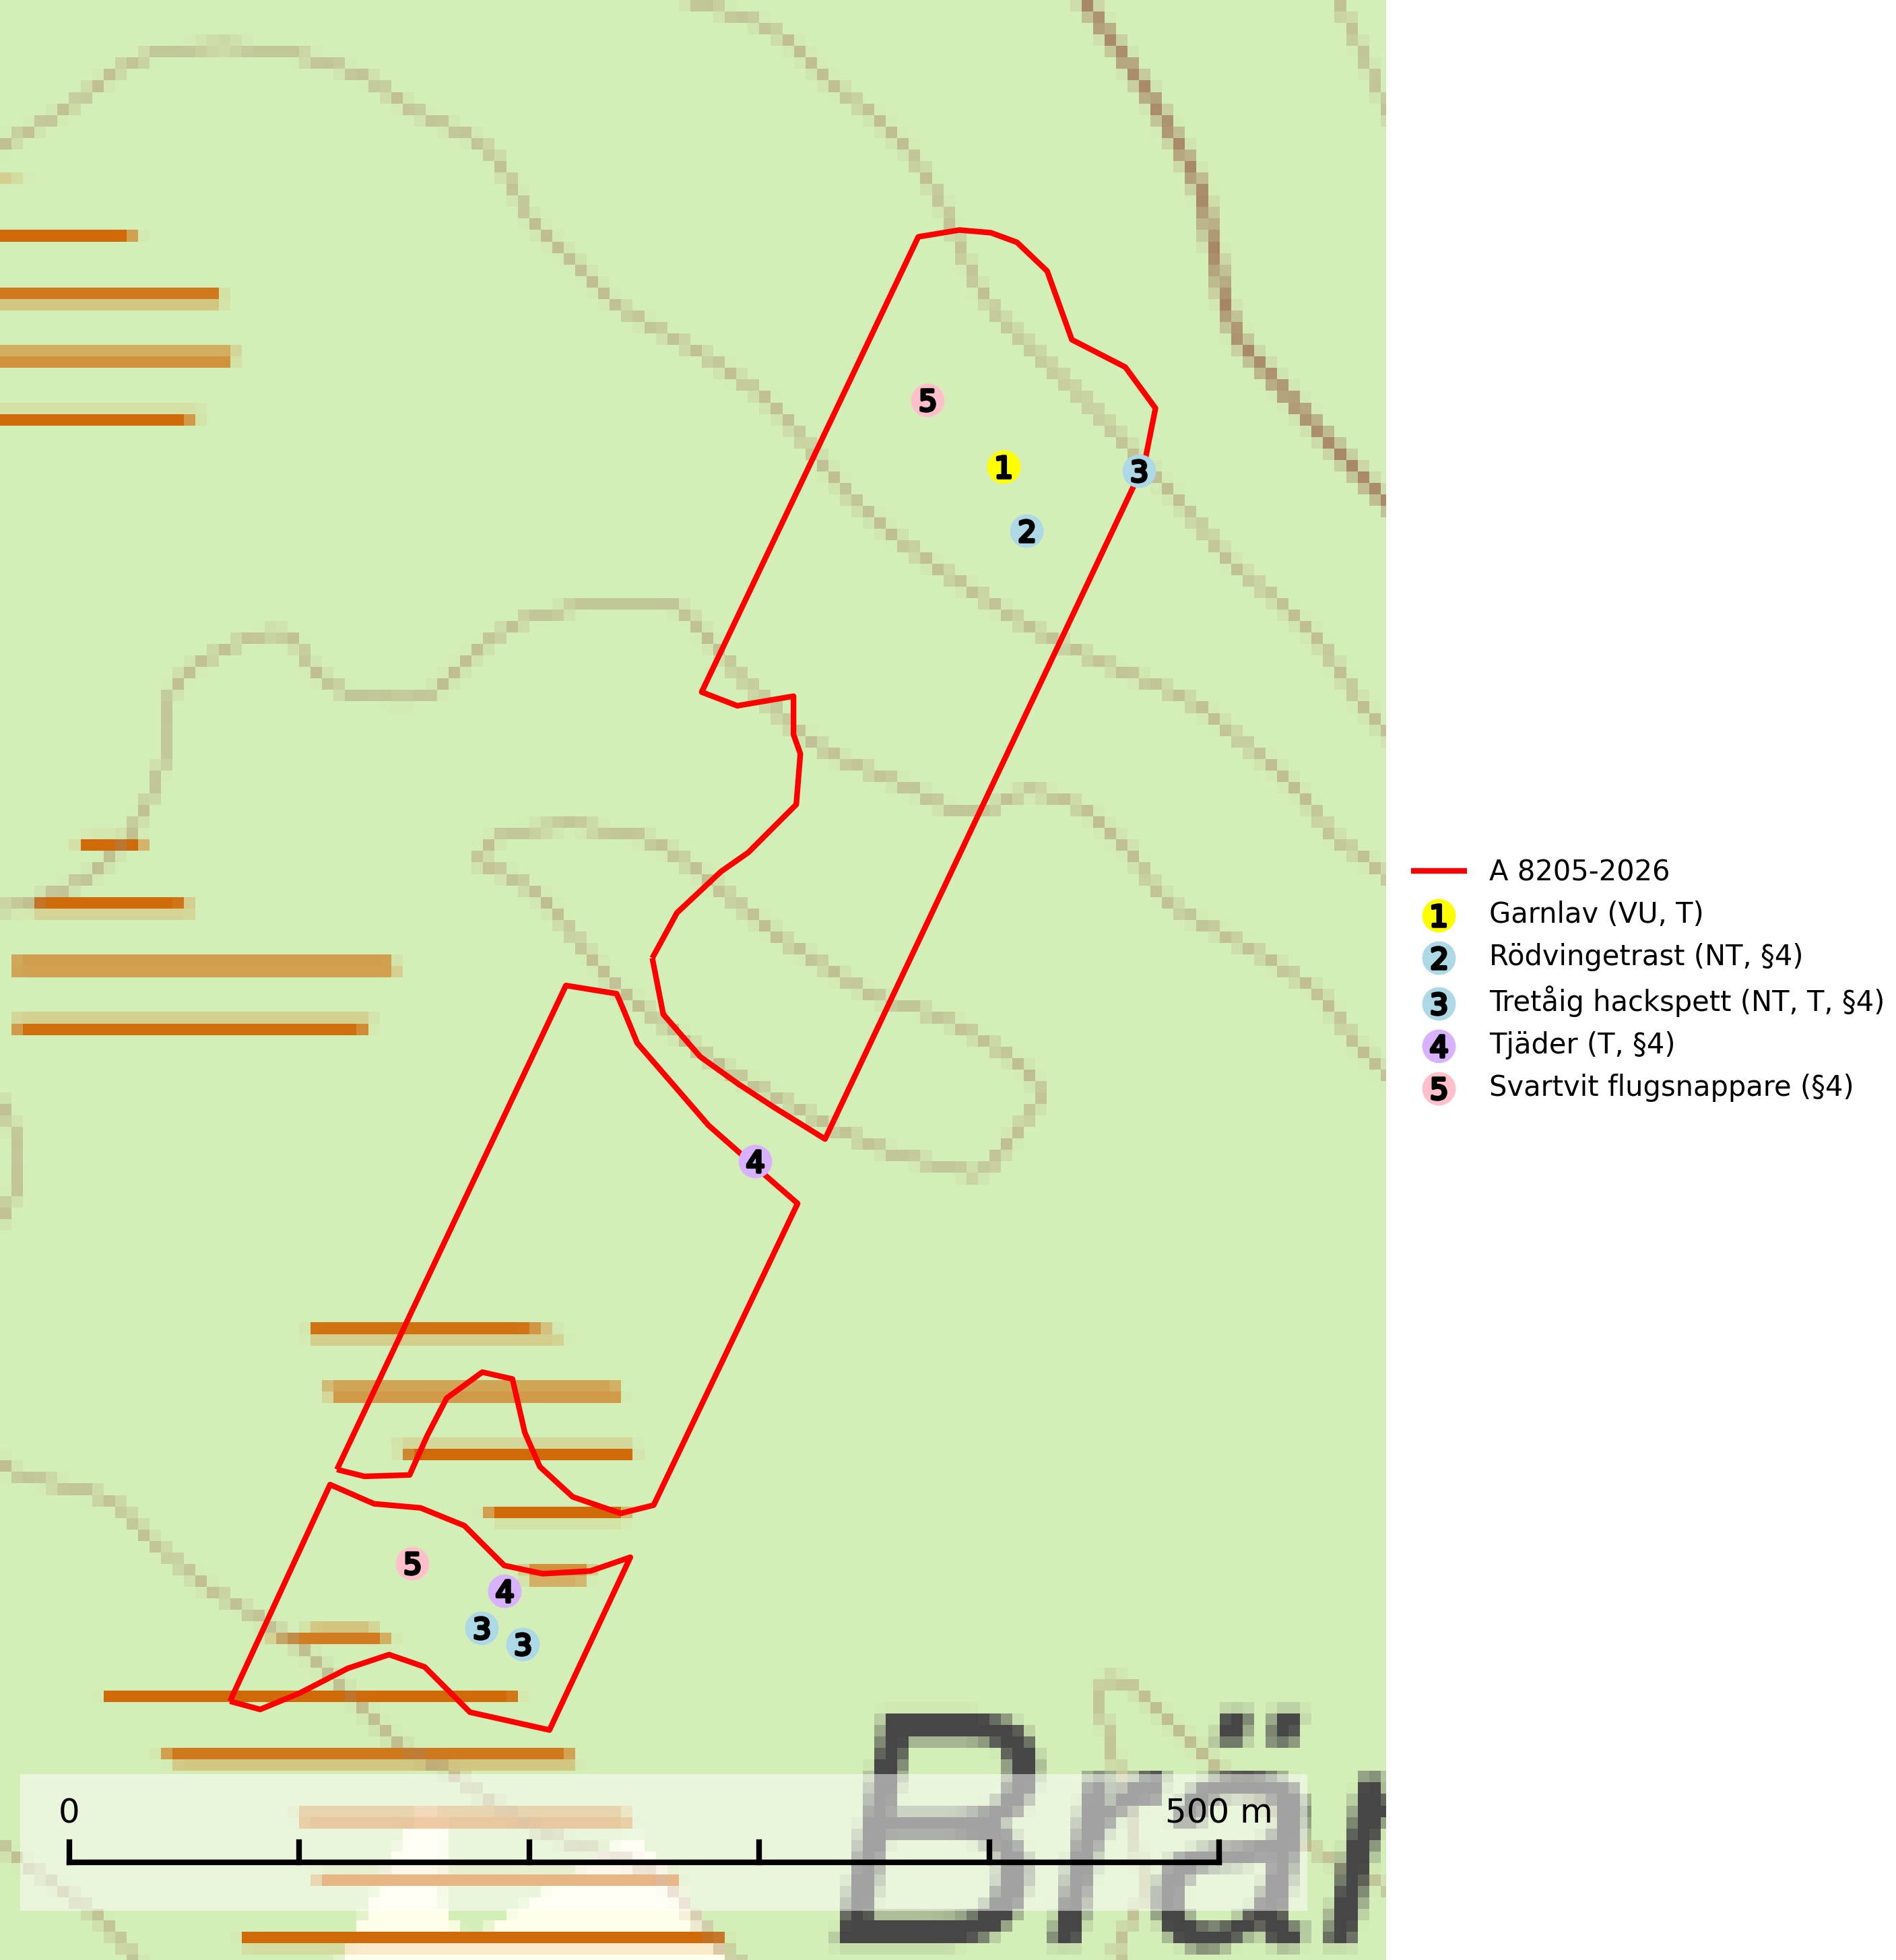 5
1
3
2
4
5
4
3
3
0 500 m
A 8205-2026
1 Garnlav (VU, T)
2 Rödvingetrast (NT, §4)
3 Tretåig hackspett (NT, T, §4)
4 Tjäder (T, §4)
5 Svartvit flugsnappare (§4)